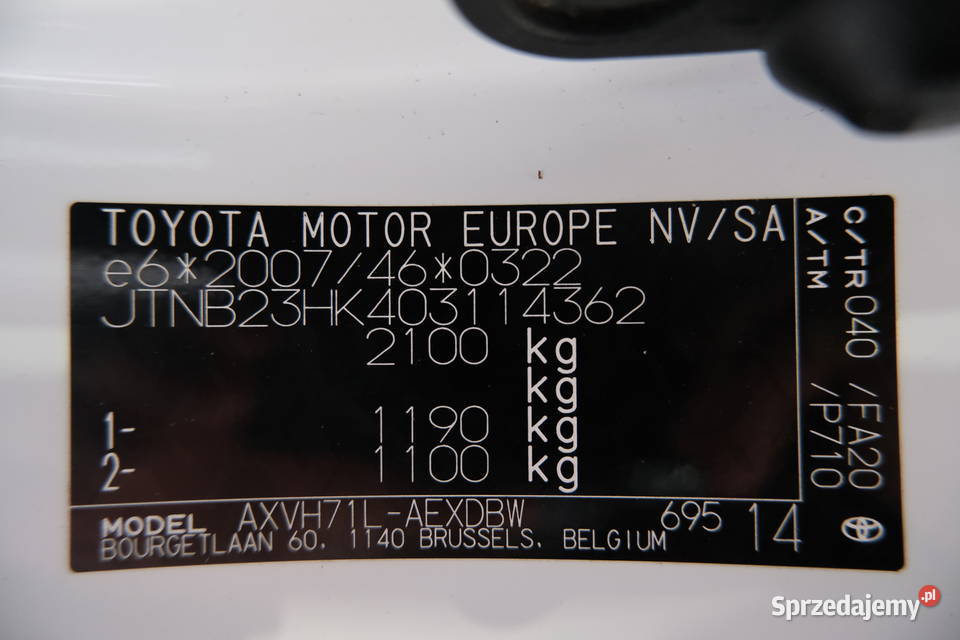 TOYOTA MOTOR EUROPE NV/SA
e6*2007/46*0322
JTNB23HK403114362
2100 kg
kg
1- 1190 kg
2- 1100 kg
C/TR 040 /FA20
A/TM /P710
MODEL AXVH71L-AEXDBW 695 14
BOURGETLAAN 60, 1140 BRUSSELS, BELGIUM
Sprzedajemy.pl